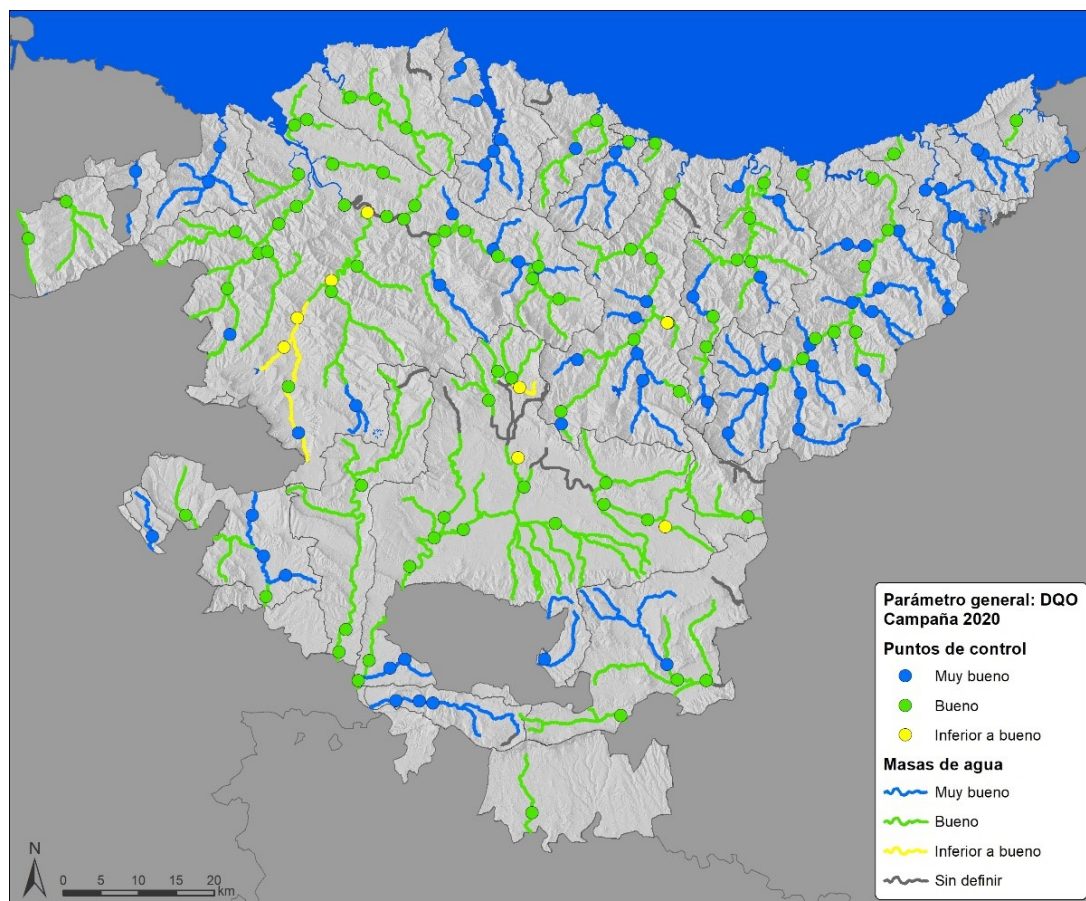 Parámetro general: DQO
Campaña 2020
Puntos de control
Muy bueno
Bueno
Inferior a bueno
Masas de agua
Muy bueno
Bueno
Inferior a bueno
Sin definir
N
0 5 10 15 20
km